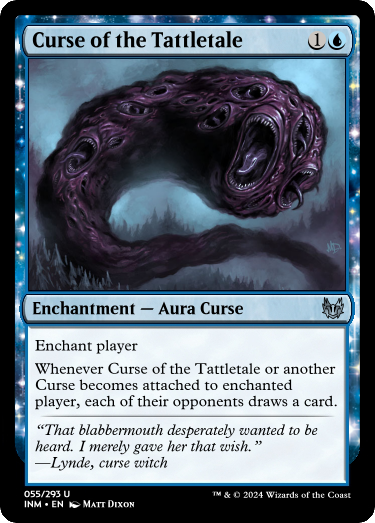 Curse of the Tattletale 1
Enchantment — Aura Curse
Enchant player
Whenever Curse of the Tattletale or another
Curse becomes attached to enchanted
player, each of their opponents draws a card.
“That blabbermouth desperately wanted to be
heard. I merely gave her that wish.”
—Lynde, curse witch
055/293 U
INM • EN Matt Dixon
™ & © 2024 Wizards of the Coast